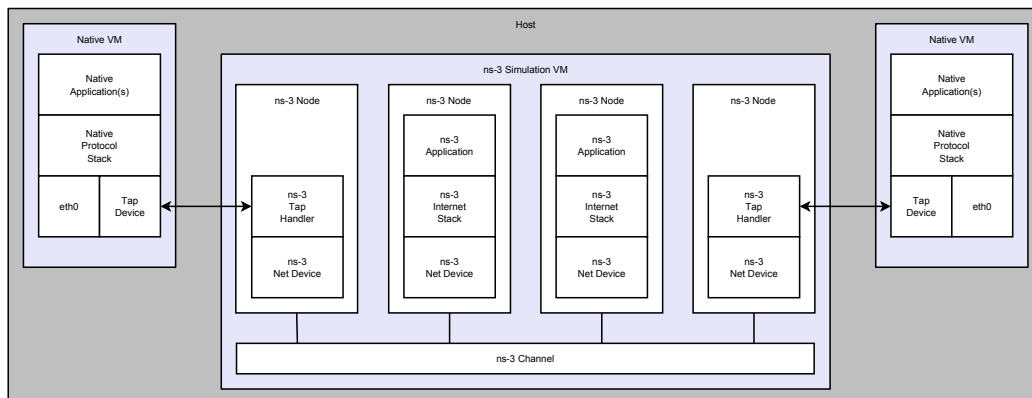 Host
Native VM
Native
Application(s)
Native
Protocol
Stack
eth0
Tap
Device
ns-3 Simulation VM
ns-3 Node
ns-3
Tap
Handler
ns-3
Net Device
ns-3 Node
ns-3
Application
ns-3
Internet
Stack
ns-3
Net Device
ns-3 Node
ns-3
Application
ns-3
Internet
Stack
ns-3
Net Device
ns-3 Node
ns-3
Tap
Handler
ns-3
Net Device
ns-3 Channel
Native VM
Native
Application(s)
Native
Protocol
Stack
Tap
Device
eth0